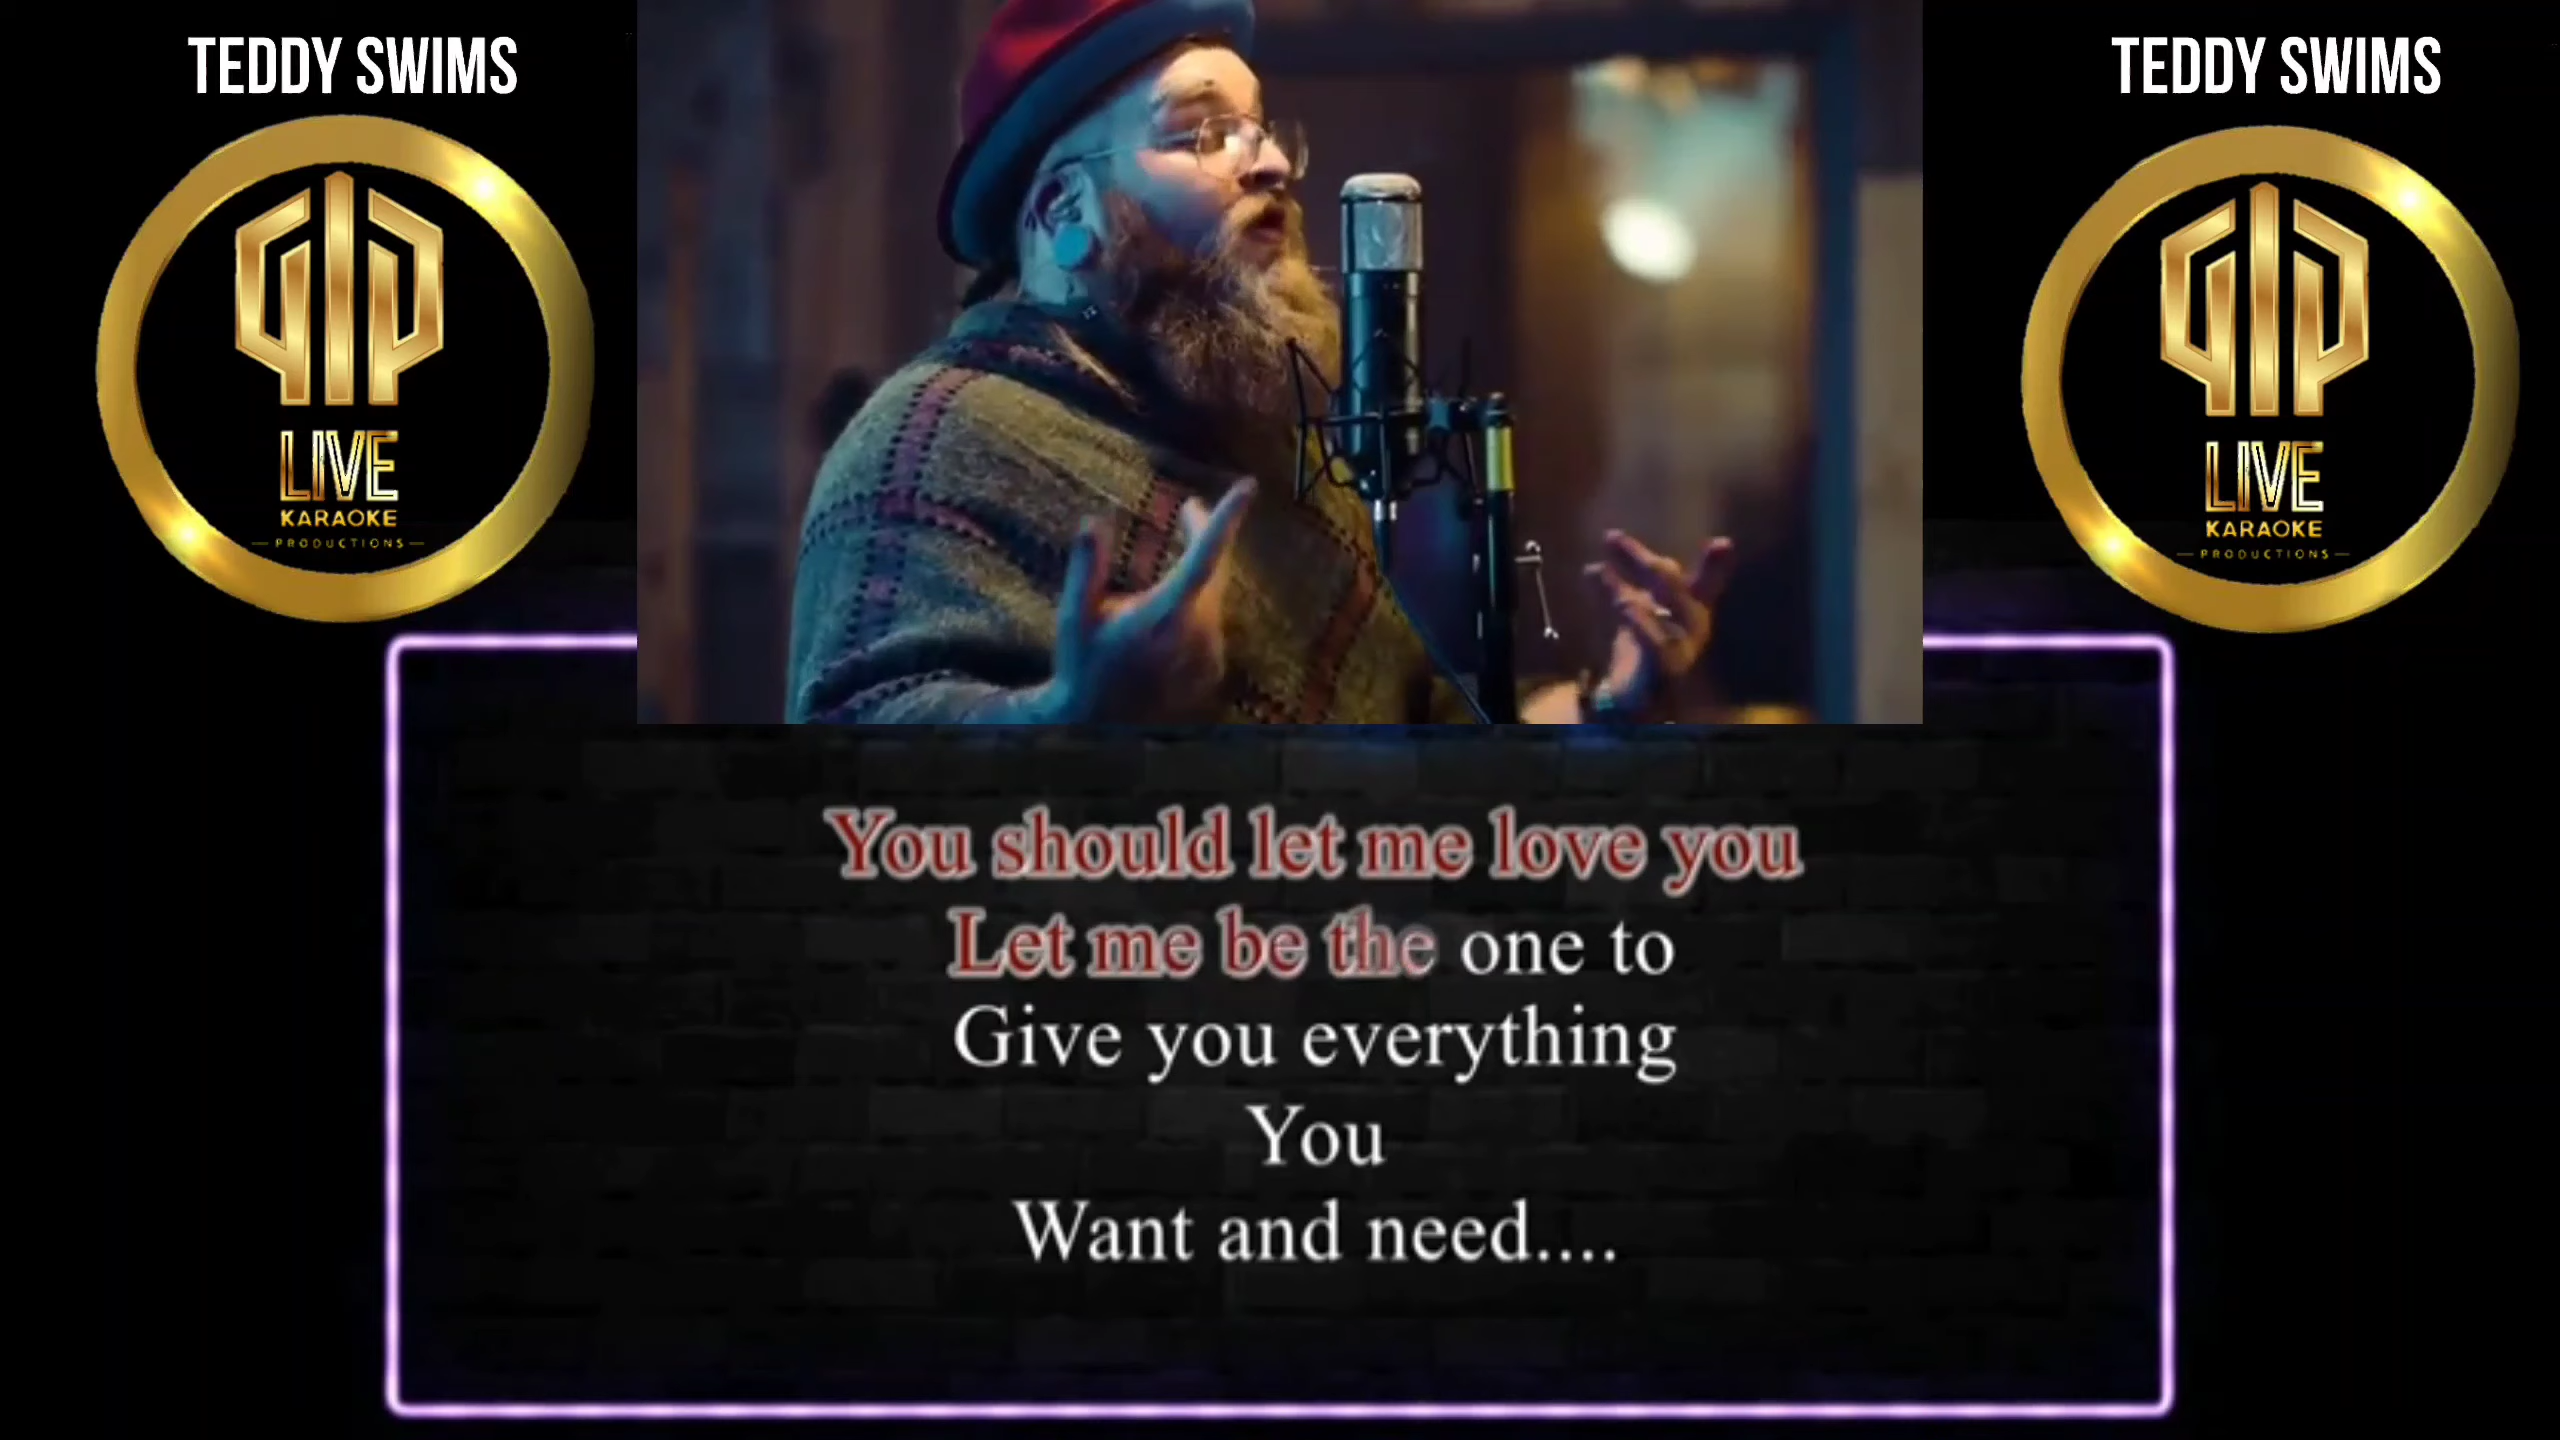 TEDDY SWIMS
TEDDY SWIMS
LIVE
KARAOKE
PRODUCTIONS
LIVE
KARAOKE
PRODUCTIONS
You should let me love you
Let me be the one to
Give you everything
You
Want and need....